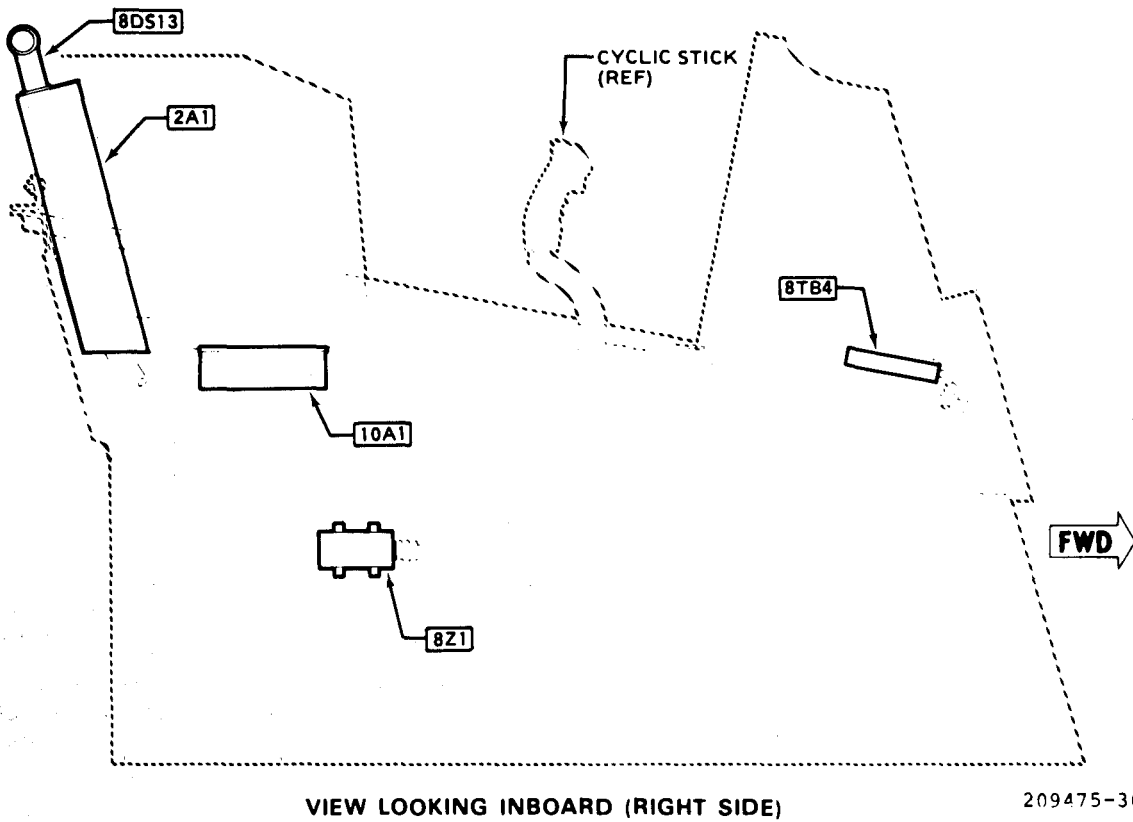 8DS13
CYCLIC STICK
(REF)
2A1
8TB4
10A1
FWD
8Z1
VIEW LOOKING INBOARD (RIGHT SIDE)